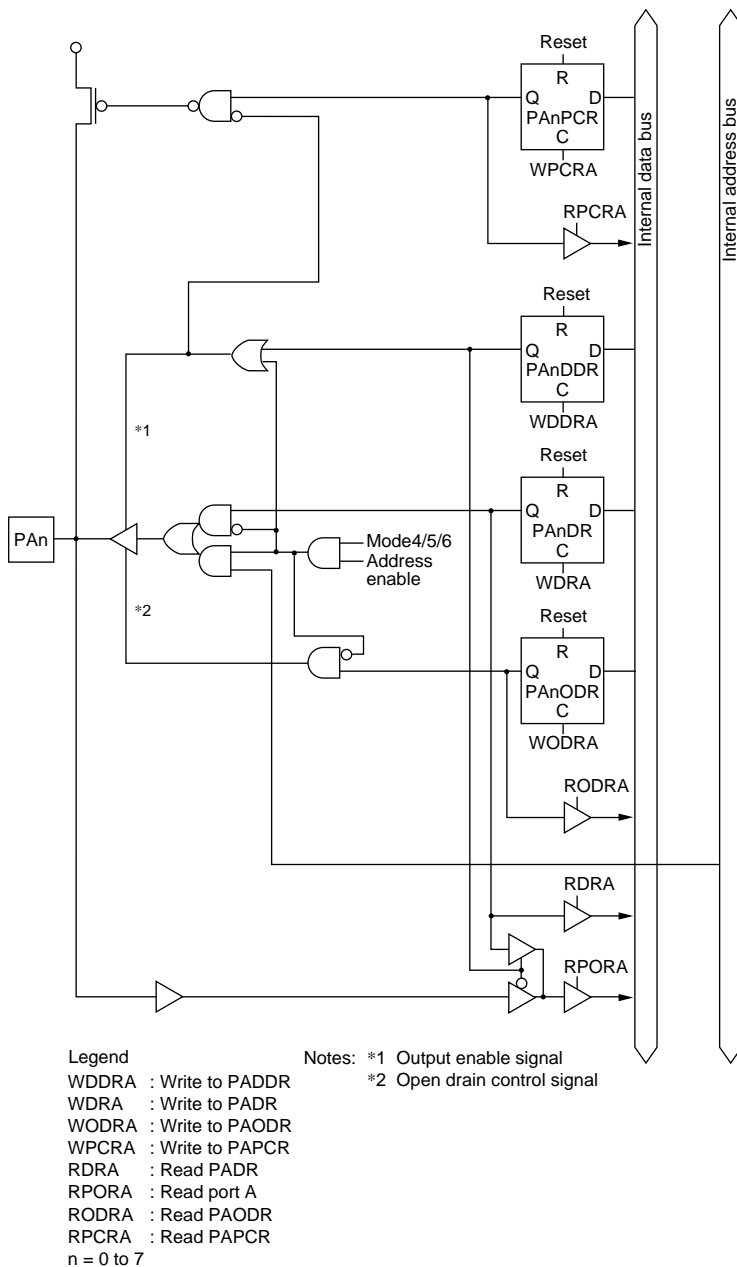 Reset
R
Q D
PAnPCR
C
WPCRA
RPCRA
Internal data bus
Internal address bus
Reset
R
Q D
PAnDDR
C
WDDRA
*1
Reset
R
Q D
PAnDR
C
WDRA
PAn
Mode4/5/6
Address
enable
*2
Reset
R
Q D
PAnODR
C
WODRA
RODRA
RDRA
RPORA
Legend
WDDRA : Write to PADDR
WDRA : Write to PADR
WODRA : Write to PAODR
WPCRA : Write to PAPCR
RDRA : Read PADR
RPORA : Read port A
RODRA : Read PAODR
RPCRA : Read PAPCR
n = 0 to 7
Notes: *1 Output enable signal
*2 Open drain control signal